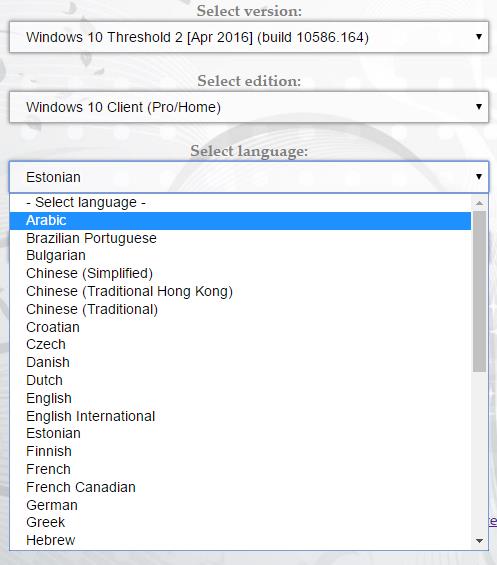 Select version:
Windows 10 Threshold 2 [Apr 2016] (build 10586.164)
Select edition:
Windows 10 Client (Pro/Home)
Select language:
Estonian
- Select language -
Arabic
Brazilian Portuguese
Bulgarian
Chinese (Simplified)
Chinese (Traditional Hong Kong)
Chinese (Traditional)
Croatian
Czech
Danish
Dutch
English
English International
Estonian
Finnish
French
French Canadian
German
Greek
Hebrew